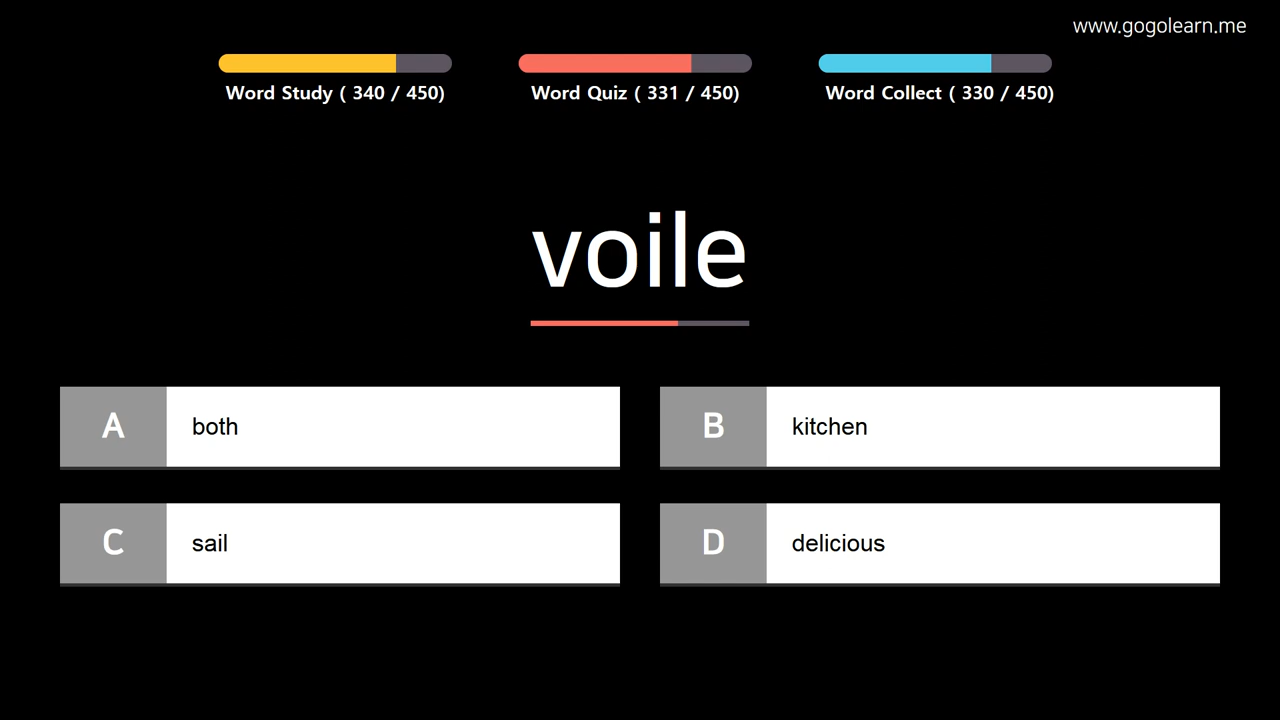 www.gogolearn.me
Word Study ( 340 / 450)
Word Quiz ( 331 / 450)
Word Collect ( 330 / 450)
voile
A both
B kitchen
C sail
D delicious